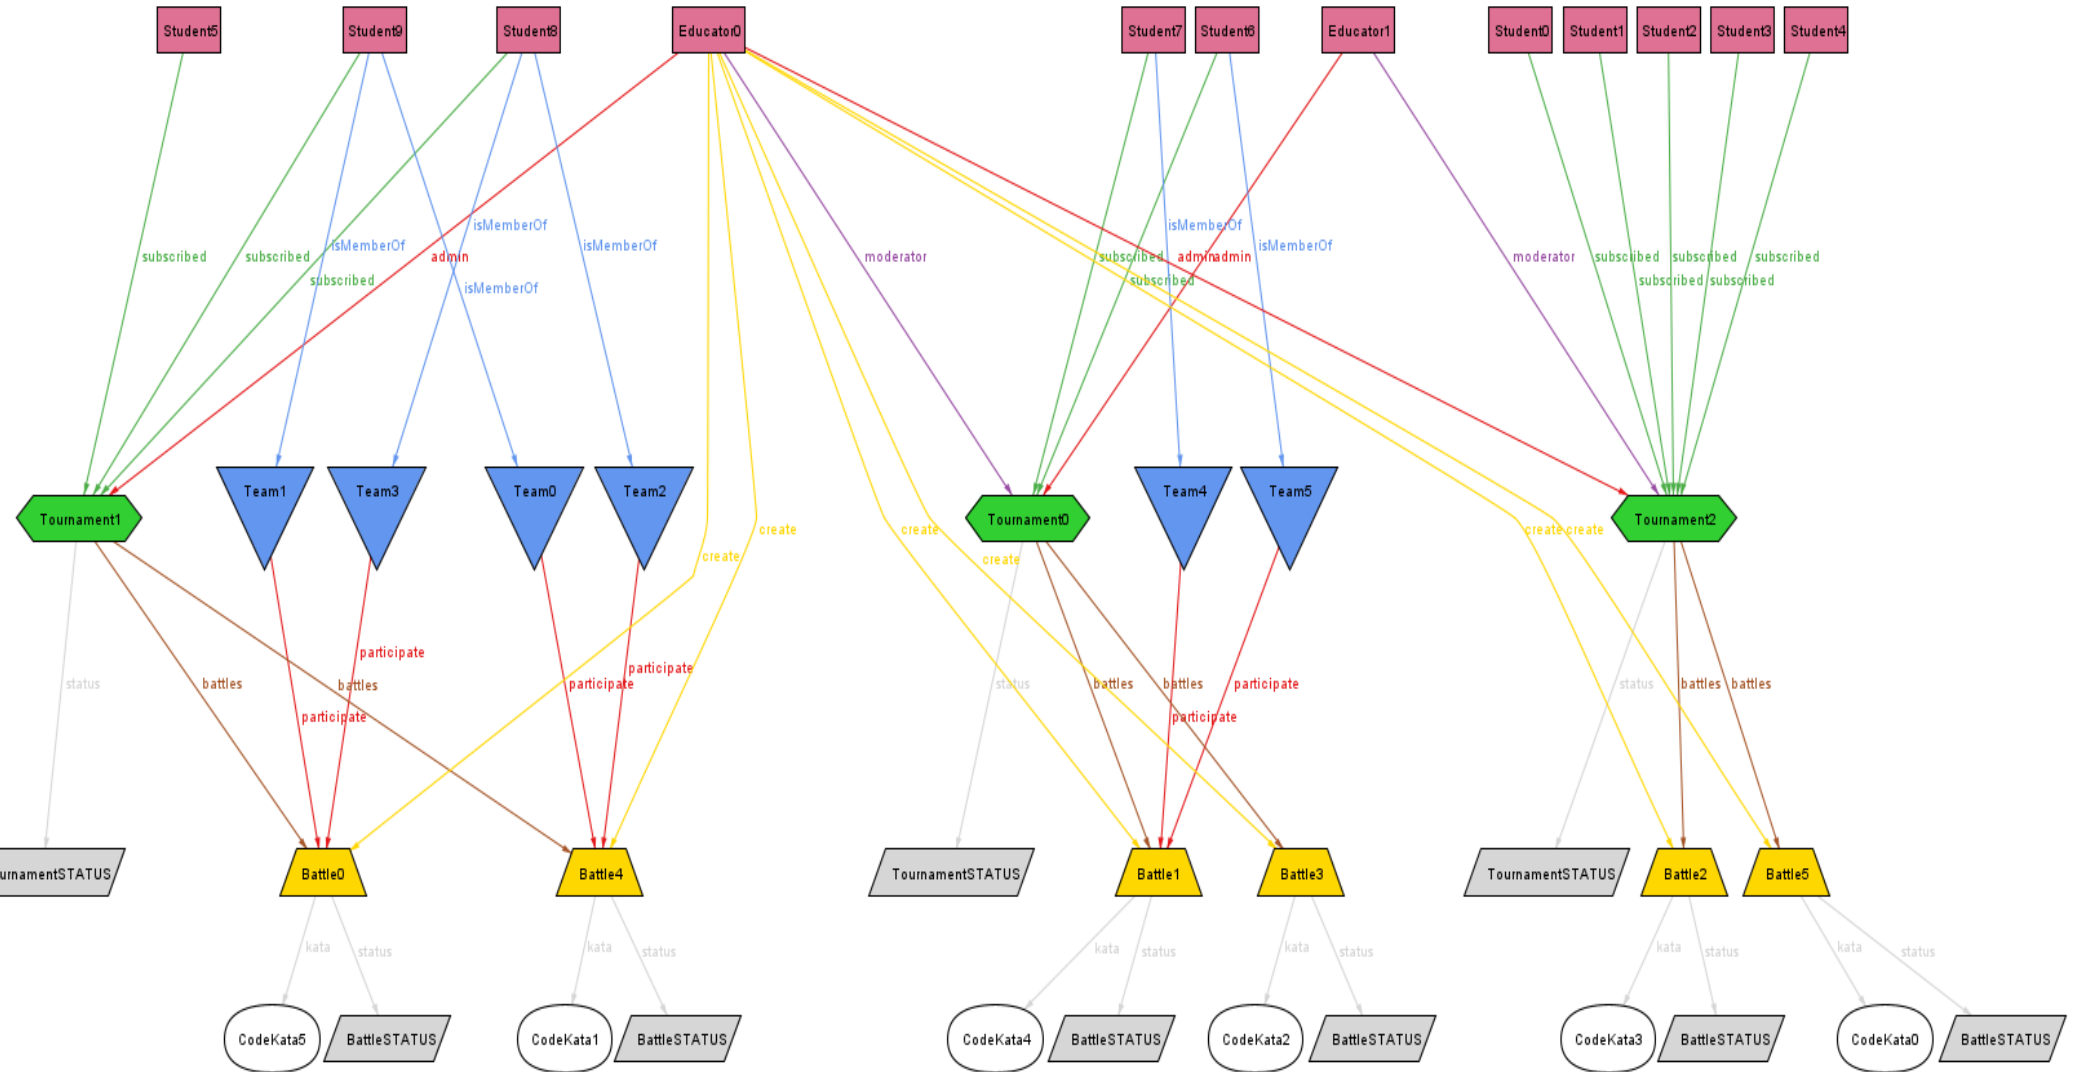 Student5
Student9
Student8
Educator0
Student7
Student6
Educator1
Student0
Student1
Student2
Student3
Student4
isMemberOf
isMemberOf
isMemberOf
isMemberOf
isMemberOf
isMemberOf
subscribed
subscribed
admin
moderator
subscribed
admin
admin
moderator
subscribed
subscribed
subscribed
subscribed
subscribed
subscribed
subscribed
isMemberOf
Team1
Team3
Team0
Team2
Team4
Team5
Tournament1
Tournament0
Tournament2
create
create
create
create
create
create
participate
participate
status
battles
battles
participate
status
battles
battles
participate
status
battles
battles
participate
participate
urnamentSTATUS
Battle0
Battle4
TournamentSTATUS
Battle1
Battle3
TournamentSTATUS
Battle2
Battle5
kata
status
kata
status
kata
status
kata
status
kata
status
kata
status
CodeKata5
BattleSTATUS
CodeKata1
BattleSTATUS
CodeKata4
BattleSTATUS
CodeKata2
BattleSTATUS
CodeKata3
BattleSTATUS
CodeKata0
BattleSTATUS